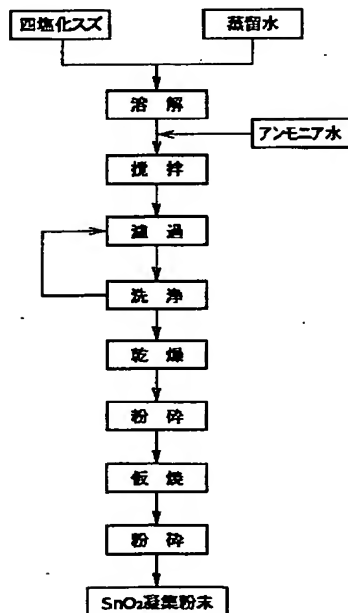 四塩化スズ
蒸留水
溶解
アンモニア水
撹拌
濾過
洗浄
乾燥
粉砕
仮焼
粉砕
SnO₂凝集粉末